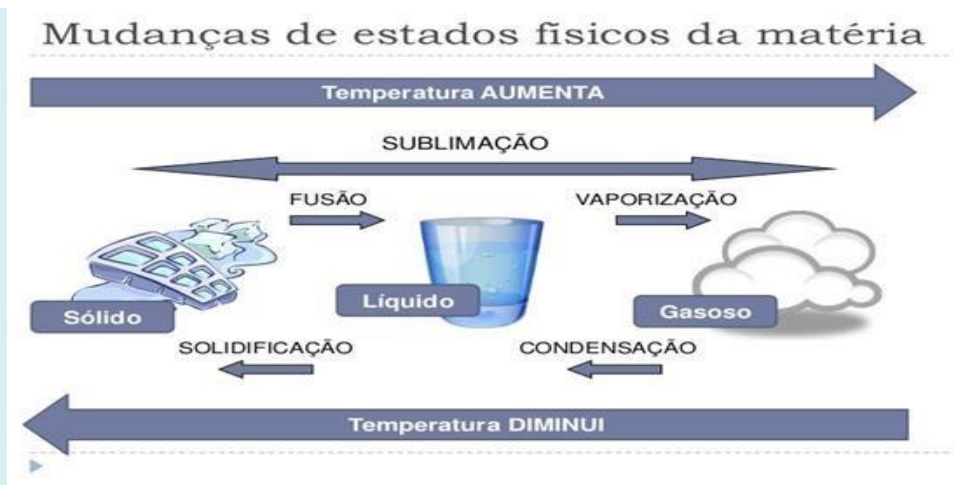 Mudanças de estados físicos da matéria
Temperatura AUMENTA
SUBLIMAÇÃO
FUSÃO
VAPORIZAÇÃO
Sólido
Líquido
Gasoso
SOLIDIFICAÇÃO
CONDENSAÇÃO
Temperatura DIMINUI